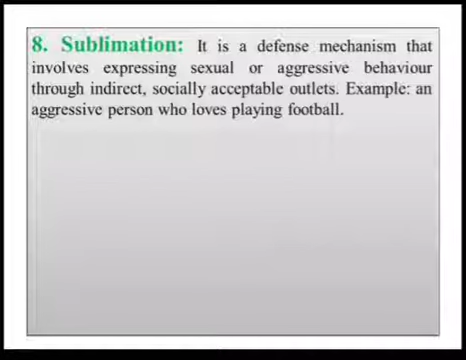 8. Sublimation: It is a defense mechanism that
involves expressing sexual or aggressive behaviour
through indirect, socially acceptable outlets. Example: an
aggressive person who loves playing football.